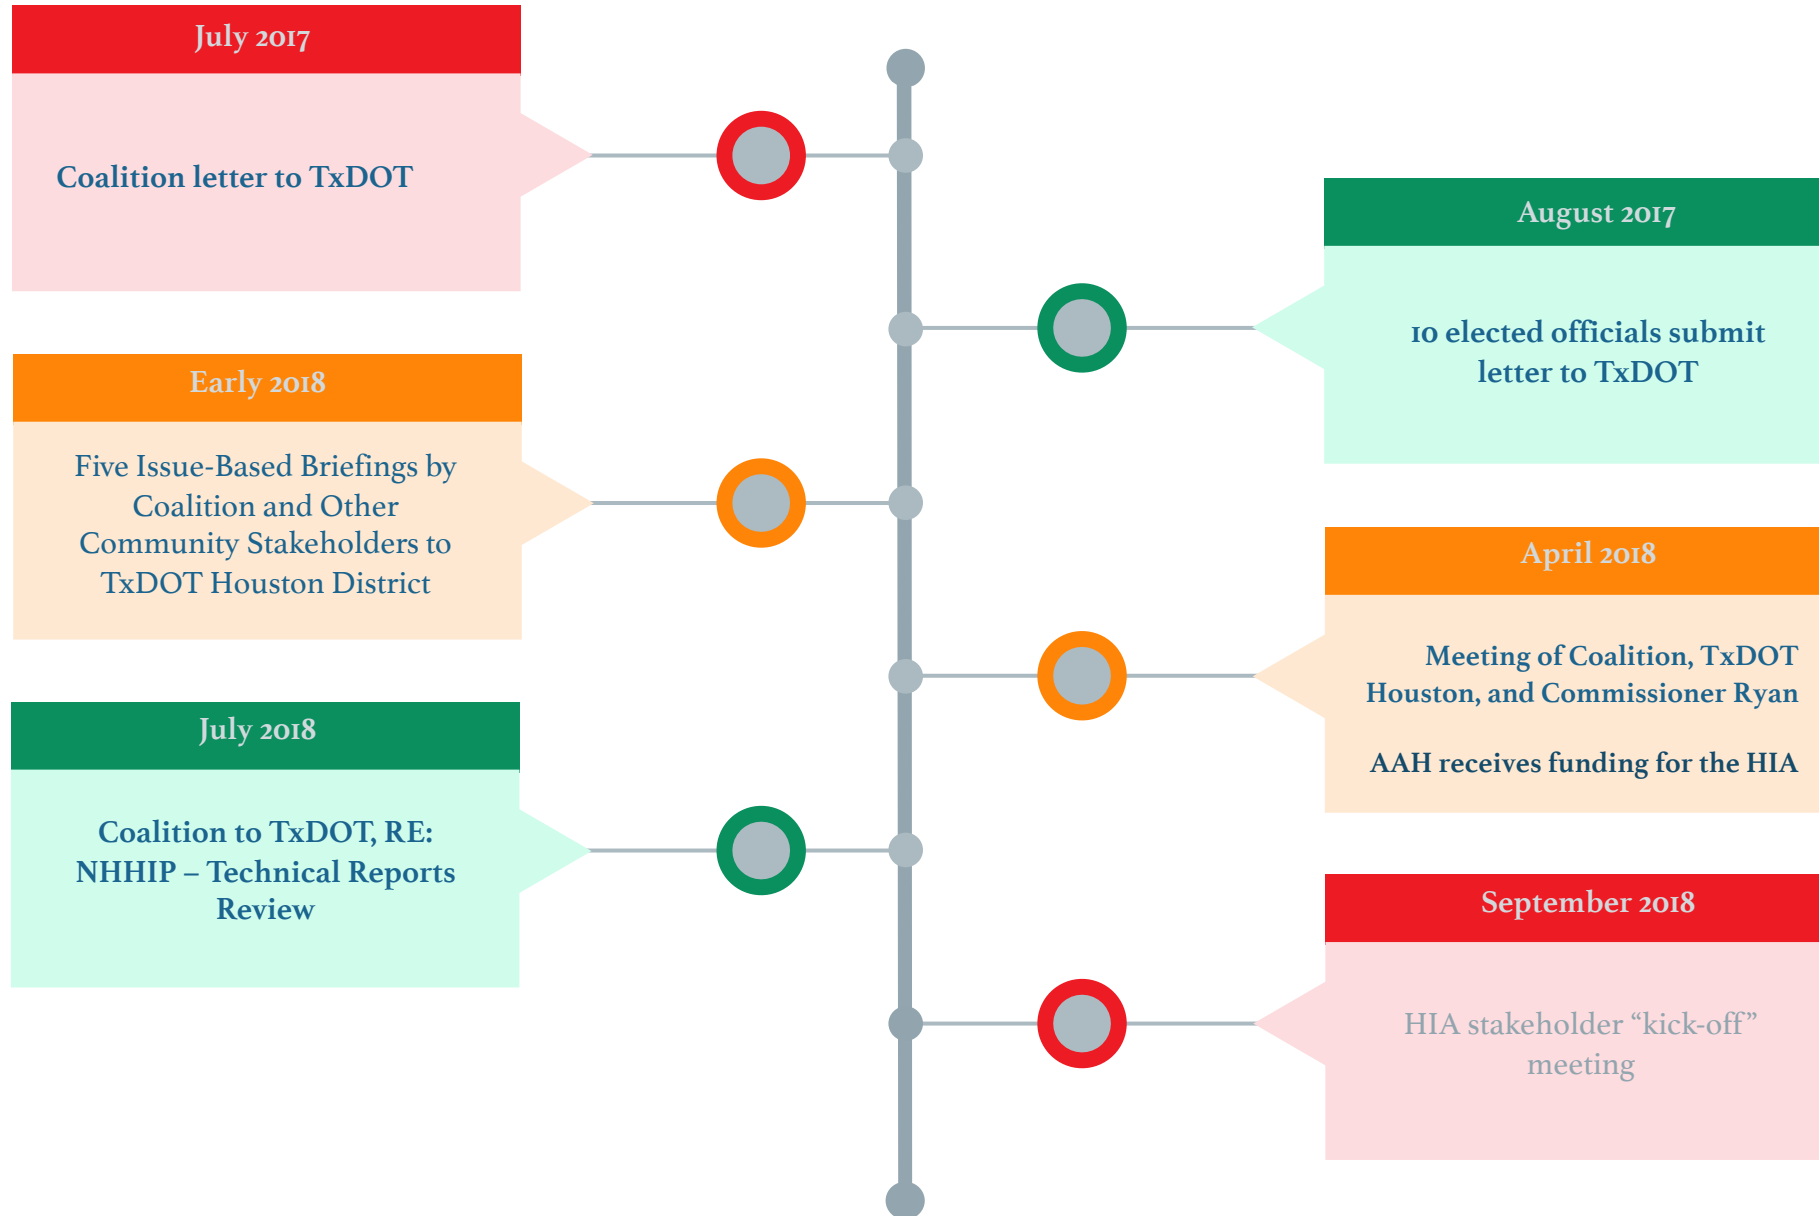 July 2017
Coalition letter to TxDOT
August 2017
10 elected officials submit
letter to TxDOT
Early 2018
Five Issue-Based Briefings by
Coalition and Other
Community Stakeholders to
TxDOT Houston District
April 2018
Meeting of Coalition, TxDOT
Houston, and Commissioner Ryan
AAH receives funding for the HIA
July 2018
Coalition to TxDOT, RE:
NHHIP – Technical Reports
Review
September 2018
HIA stakeholder “kick-off”
meeting